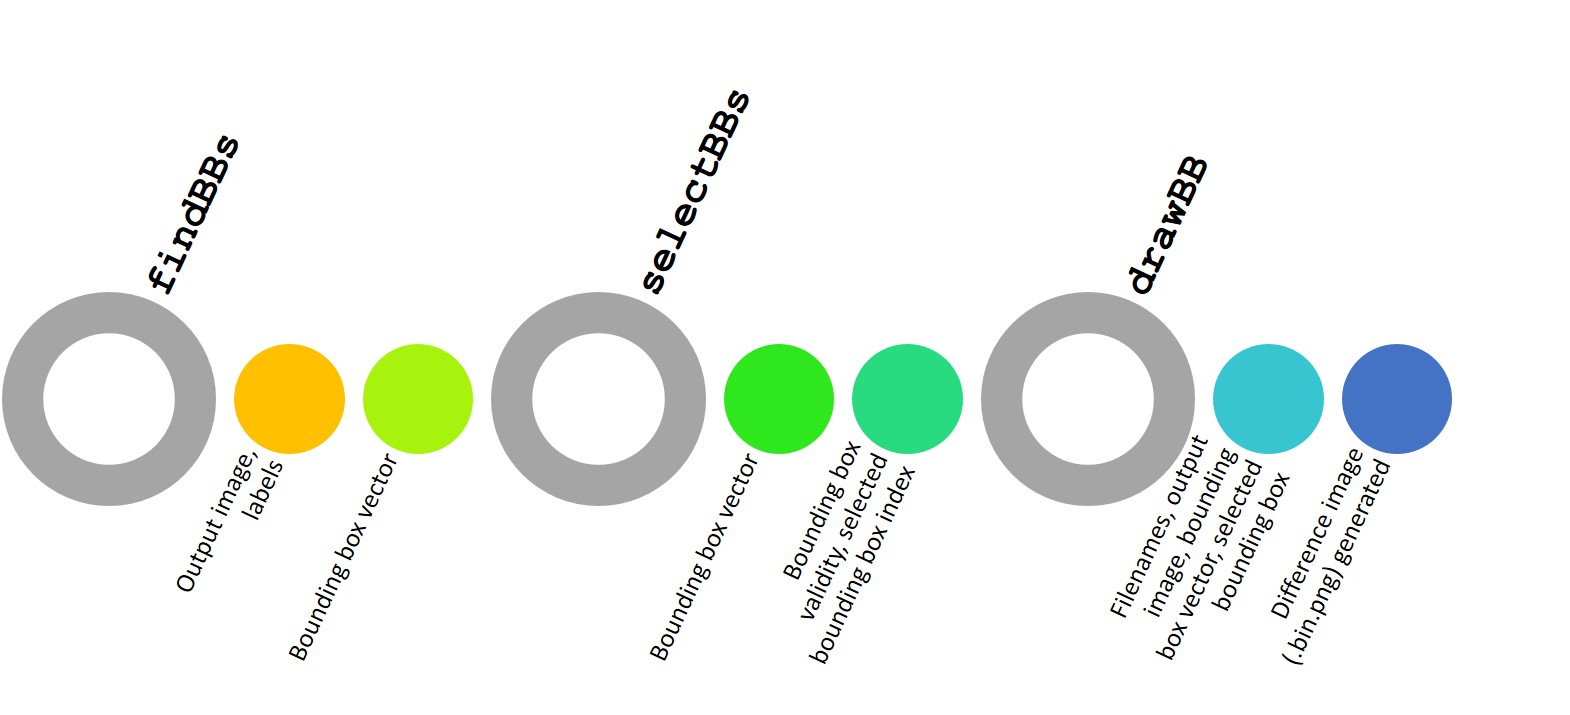 findBBs
Output image,
labels
Bounding box vector
selectBBs
Bounding box vector
Bounding box
validity, selected
bounding box index
drawBB
Filenames, output
image, bounding
box vector, selected
bounding box
Difference image
(.bin.png) generated